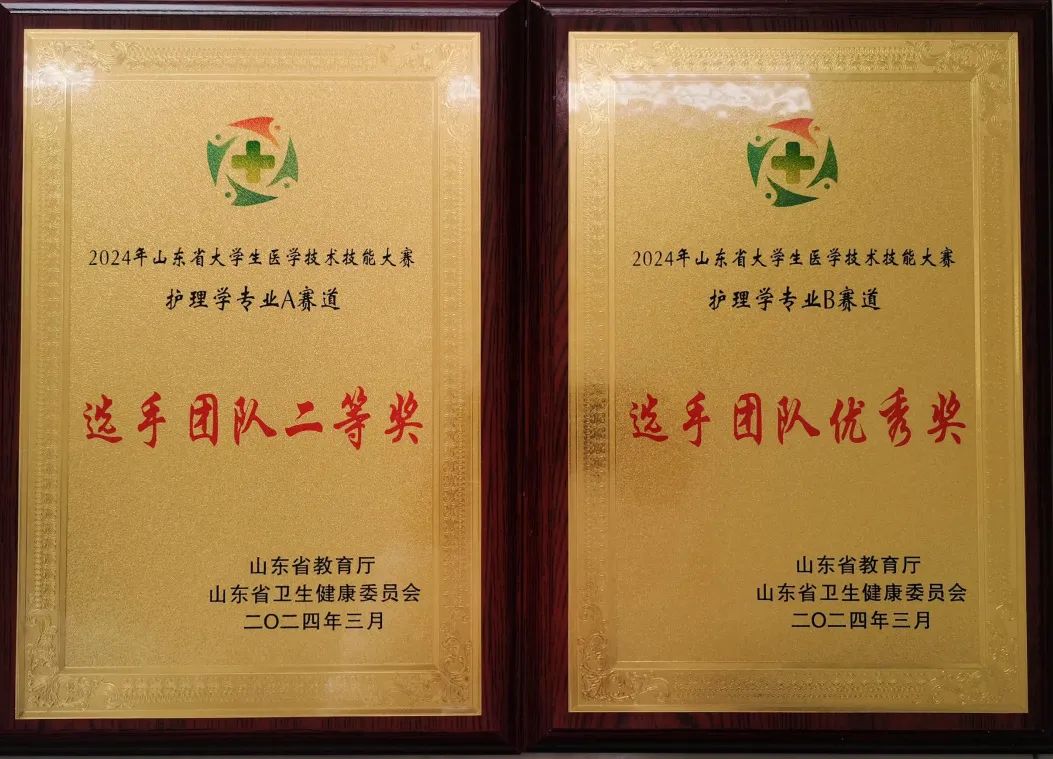 2024年山东省大学生医学技术技能大赛
护理学专业A赛道
选手团队二等奖
山东省教育厅
山东省卫生健康委员会
二〇二四年三月
2024年山东省大学生医学技术技能大赛
护理学专业B赛道
选手团队优秀奖
山东省教育厅
山东省卫生健康委员会
二〇二四年三月